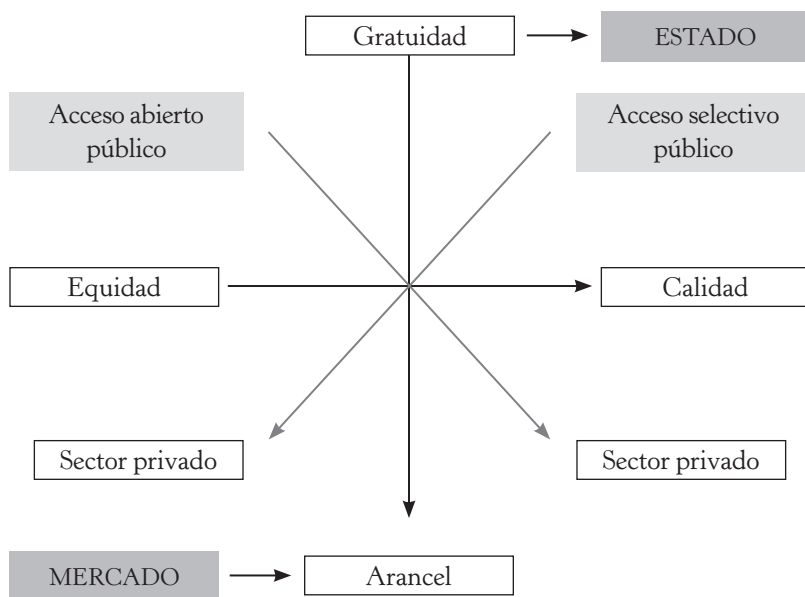 Gratuidad
ESTADO
Acceso abierto
público
Acceso selectivo
público
Equidad
Calidad
Sector privado
Sector privado
MERCADO
Arancel